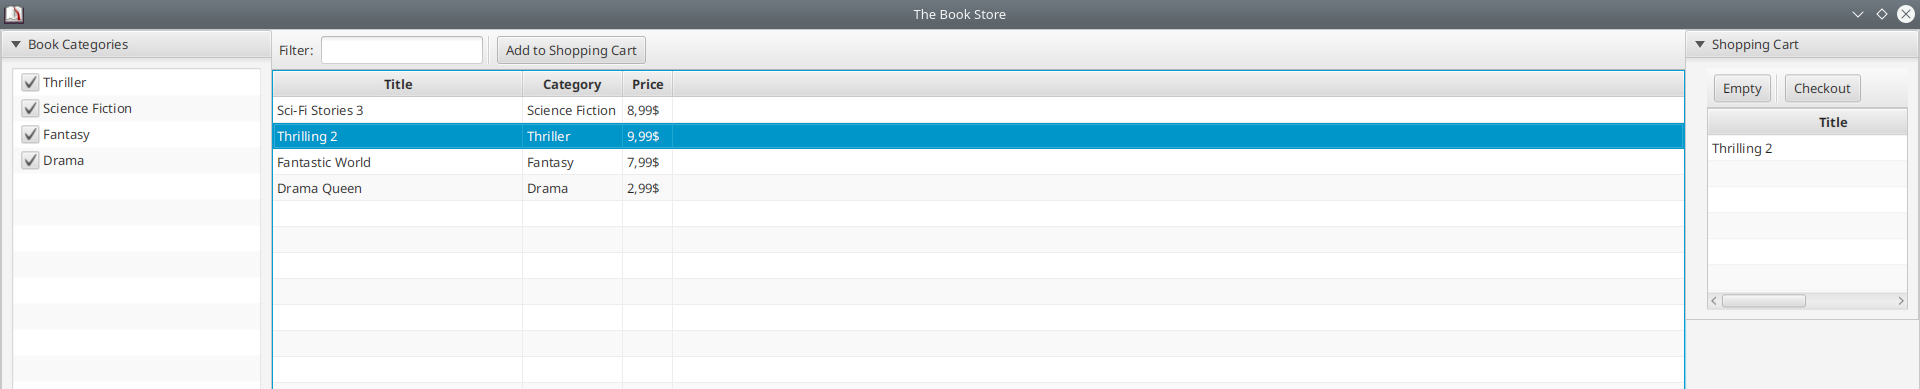 The Book Store
Book Categories
Thriller
Science Fiction
Fantasy
Drama
Filter: Add to Shopping Cart
Title Category Price
Sci-Fi Stories 3 Science Fiction 8,99$
Thrilling 2 Thriller 9,99$
Fantastic World Fantasy 7,99$
Drama Queen Drama 2,99$
Shopping Cart
Empty Checkout
Title
Thrilling 2